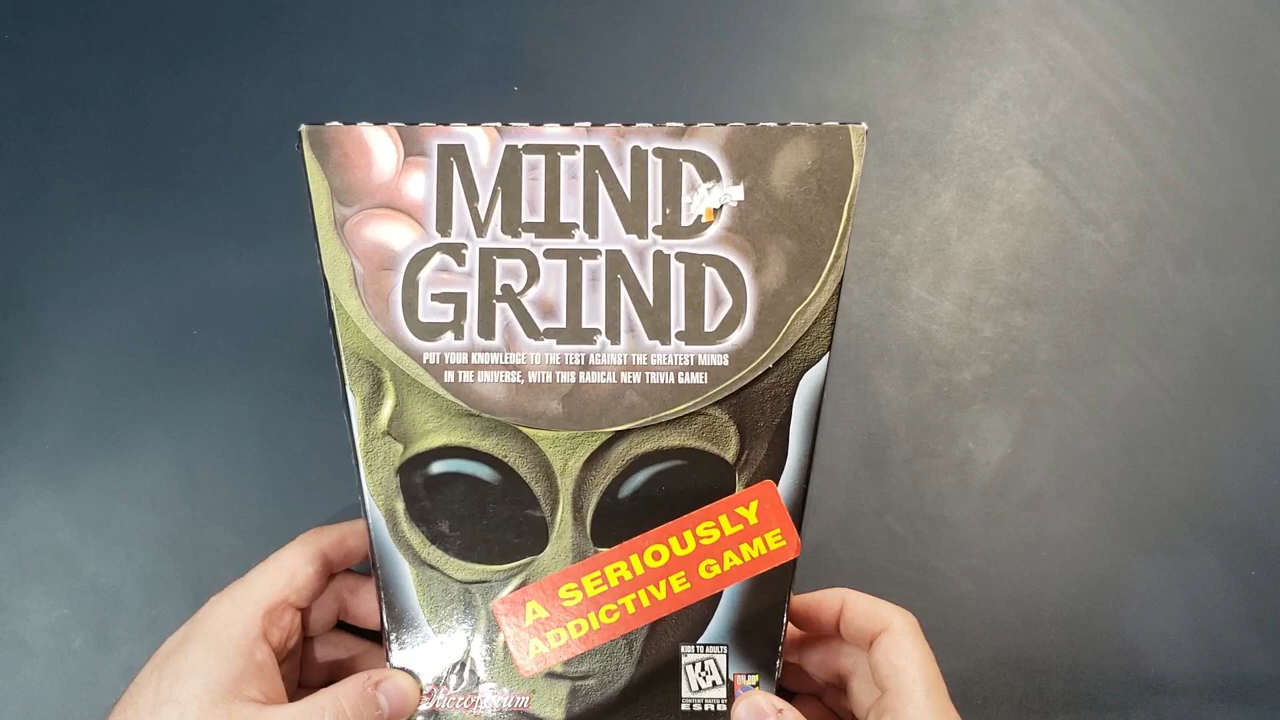 MIND
GRIND
PUT YOUR KNOWLEDGE TO THE TEST AGAINST THE GREATEST MINDS
IN THE UNIVERSE, WITH THIS RADICAL NEW TRIVIA GAME!
A SERIOUSLY
ADDICTIVE GAME
KIDS TO ADULTS
K-A
CONTENT RATED BY
ESRB
Microforum